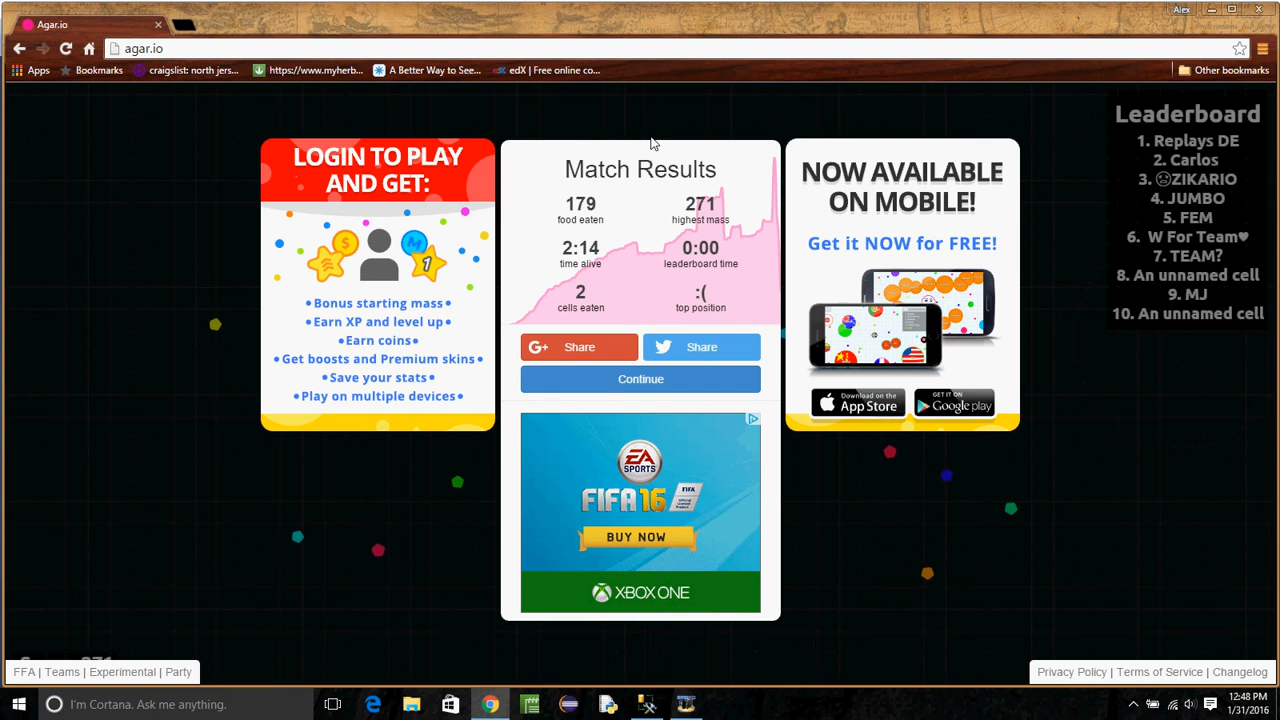 Agar.io
Alex
agar.io
Apps
Bookmarks
craigslist: north jers...
https://www.myherb...
A Better Way to See...
edX | Free online co...
Other bookmarks
LOGIN TO PLAY
AND GET:
M
1
•Bonus starting mass•
•Earn XP and level up•
•Earn coins•
•Get boosts and Premium skins•
•Save your stats•
•Play on multiple devices•
Match Results
179
food eaten
271
highest mass
2:14
time alive
0:00
leaderboard time
2
cells eaten
:(
top position
G+ Share
Share
Continue
EA
SPORTS
FIFA 16
FIFA
BUY NOW
XBOX ONE
NOW AVAILABLE
ON MOBILE!
Get it NOW for FREE!
Download on the
App Store
GET IT ON
Google play
Leaderboard
1. Replays DE
2. Carlos
3. ☹ZIKARIO
4. JUMBO
5. FEM
6. W For Team♥
7. TEAM?
8. An unnamed cell
9. MJ
10. An unnamed cell
FFA | Teams | Experimental | Party
Privacy Policy | Terms of Service | Changelog
I'm Cortana. Ask me anything.
12:48 PM
1/31/2016